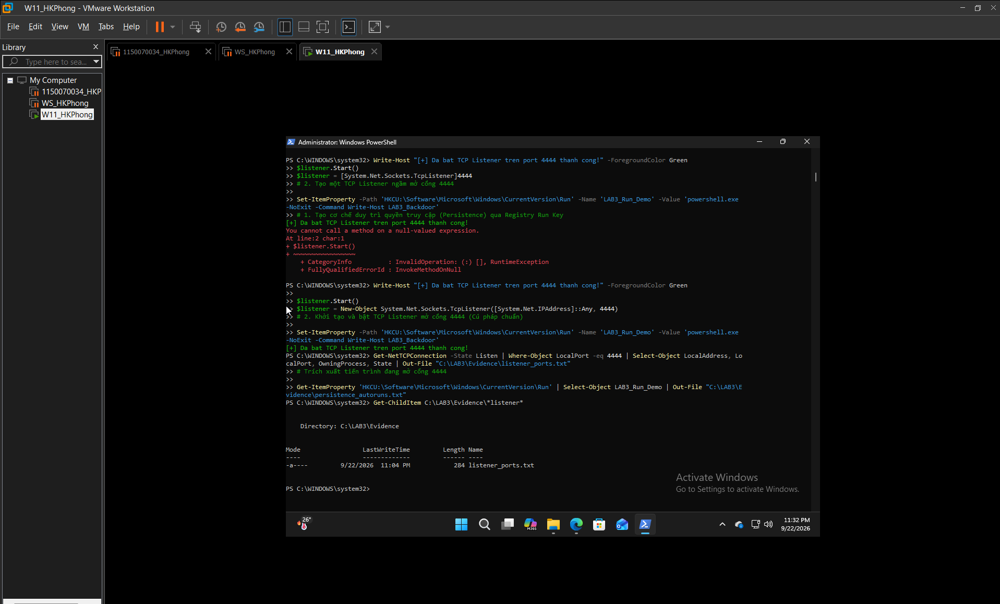 W11_HKPhong - VMware Workstation
File Edit View VM Tabs Help
Library
1150070034_HKPhong WS_HKPhong W11_HKPhong
Type here to sea...
My Computer
1150070034_HKP
WS_HKPhong
W11_HKPhong
Administrator: Windows PowerShell
PS C:\WINDOWS\system32> Write-Host "[+] Da bat TCP Listener tren port 4444 thanh cong!" -ForegroundColor Green
>> $listener.Start()
>> $listener = [System.Net.Sockets.TcpListener]4444
>> # 2. Tạo một TCP Listener ngầm mở cổng 4444
>>
>> Set-ItemProperty -Path 'HKCU:\Software\Microsoft\Windows\CurrentVersion\Run' -Name 'LAB3_Run_Demo' -Value 'powershell.exe
-NoExit -Command Write-Host LAB3_Backdoor'
>> # 1. Tạo cơ chế duy trì quyền truy cập (Persistence) qua Registry Run Key
[+] Da bat TCP Listener tren port 4444 thanh cong!
You cannot call a method on a null-valued expression.
At line:2 char:1
+ $listener.Start()
+ ~~~~~~~~~~~~~~~~~
+ CategoryInfo : InvalidOperation: (:) [], RuntimeException
+ FullyQualifiedErrorId : InvokeMethodOnNull
PS C:\WINDOWS\system32> Write-Host "[+] Da bat TCP Listener tren port 4444 thanh cong!" -ForegroundColor Green
>>
>> $listener.Start()
>> $listener = New-Object System.Net.Sockets.TcpListener([System.Net.IPAddress]::Any, 4444)
>> # 2. Khởi tạo và bật TCP Listener mở cổng 4444 (Cú pháp chuẩn)
>>
>> Set-ItemProperty -Path 'HKCU:\Software\Microsoft\Windows\CurrentVersion\Run' -Name 'LAB3_Run_Demo' -Value 'powershell.exe
-NoExit -Command Write-Host LAB3_Backdoor'
[+] Da bat TCP Listener tren port 4444 thanh cong!
PS C:\WINDOWS\system32> Get-NetTCPConnection -State Listen | Where-Object LocalPort -eq 4444 | Select-Object LocalAddress, Lo
calPort, OwningProcess, State | Out-File "C:\LAB3\Evidence\listener_ports.txt"
>> # Trích xuất tiến trình đang mở cổng 4444
>>
>> Get-ItemProperty 'HKCU:\Software\Microsoft\Windows\CurrentVersion\Run' | Select-Object LAB3_Run_Demo | Out-File "C:\LAB3\E
vidence\persistence_autoruns.txt"
PS C:\WINDOWS\system32> Get-ChildItem C:\LAB3\Evidence\*listener*
Directory: C:\LAB3\Evidence
Mode LastWriteTime Length Name
---- ------------- ------ ----
-a---- 9/22/2026 11:04 PM 284 listener_ports.txt
PS C:\WINDOWS\system32>
Activate Windows
Go to Settings to activate Windows.
26°
M365
11:32 PM
9/22/2026